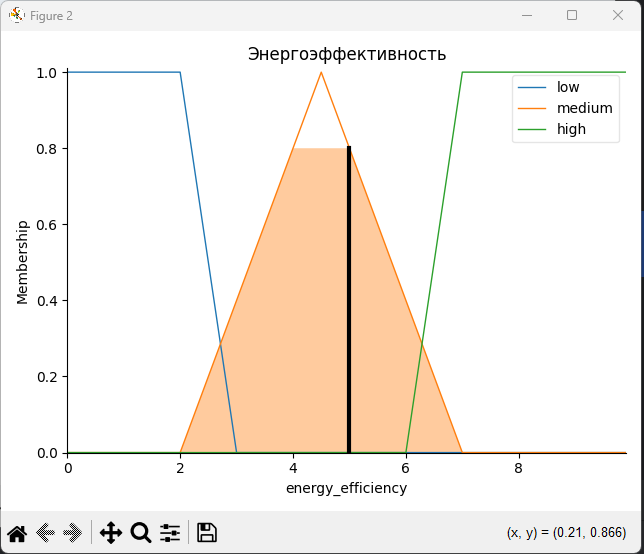 Figure 2
Энергоэффективность
1.0
0.8
0.6
0.4
0.2
0.0
Membership
0 2 4 6 8
energy_efficiency
low
medium
high
(x, y) = (0.21, 0.866)